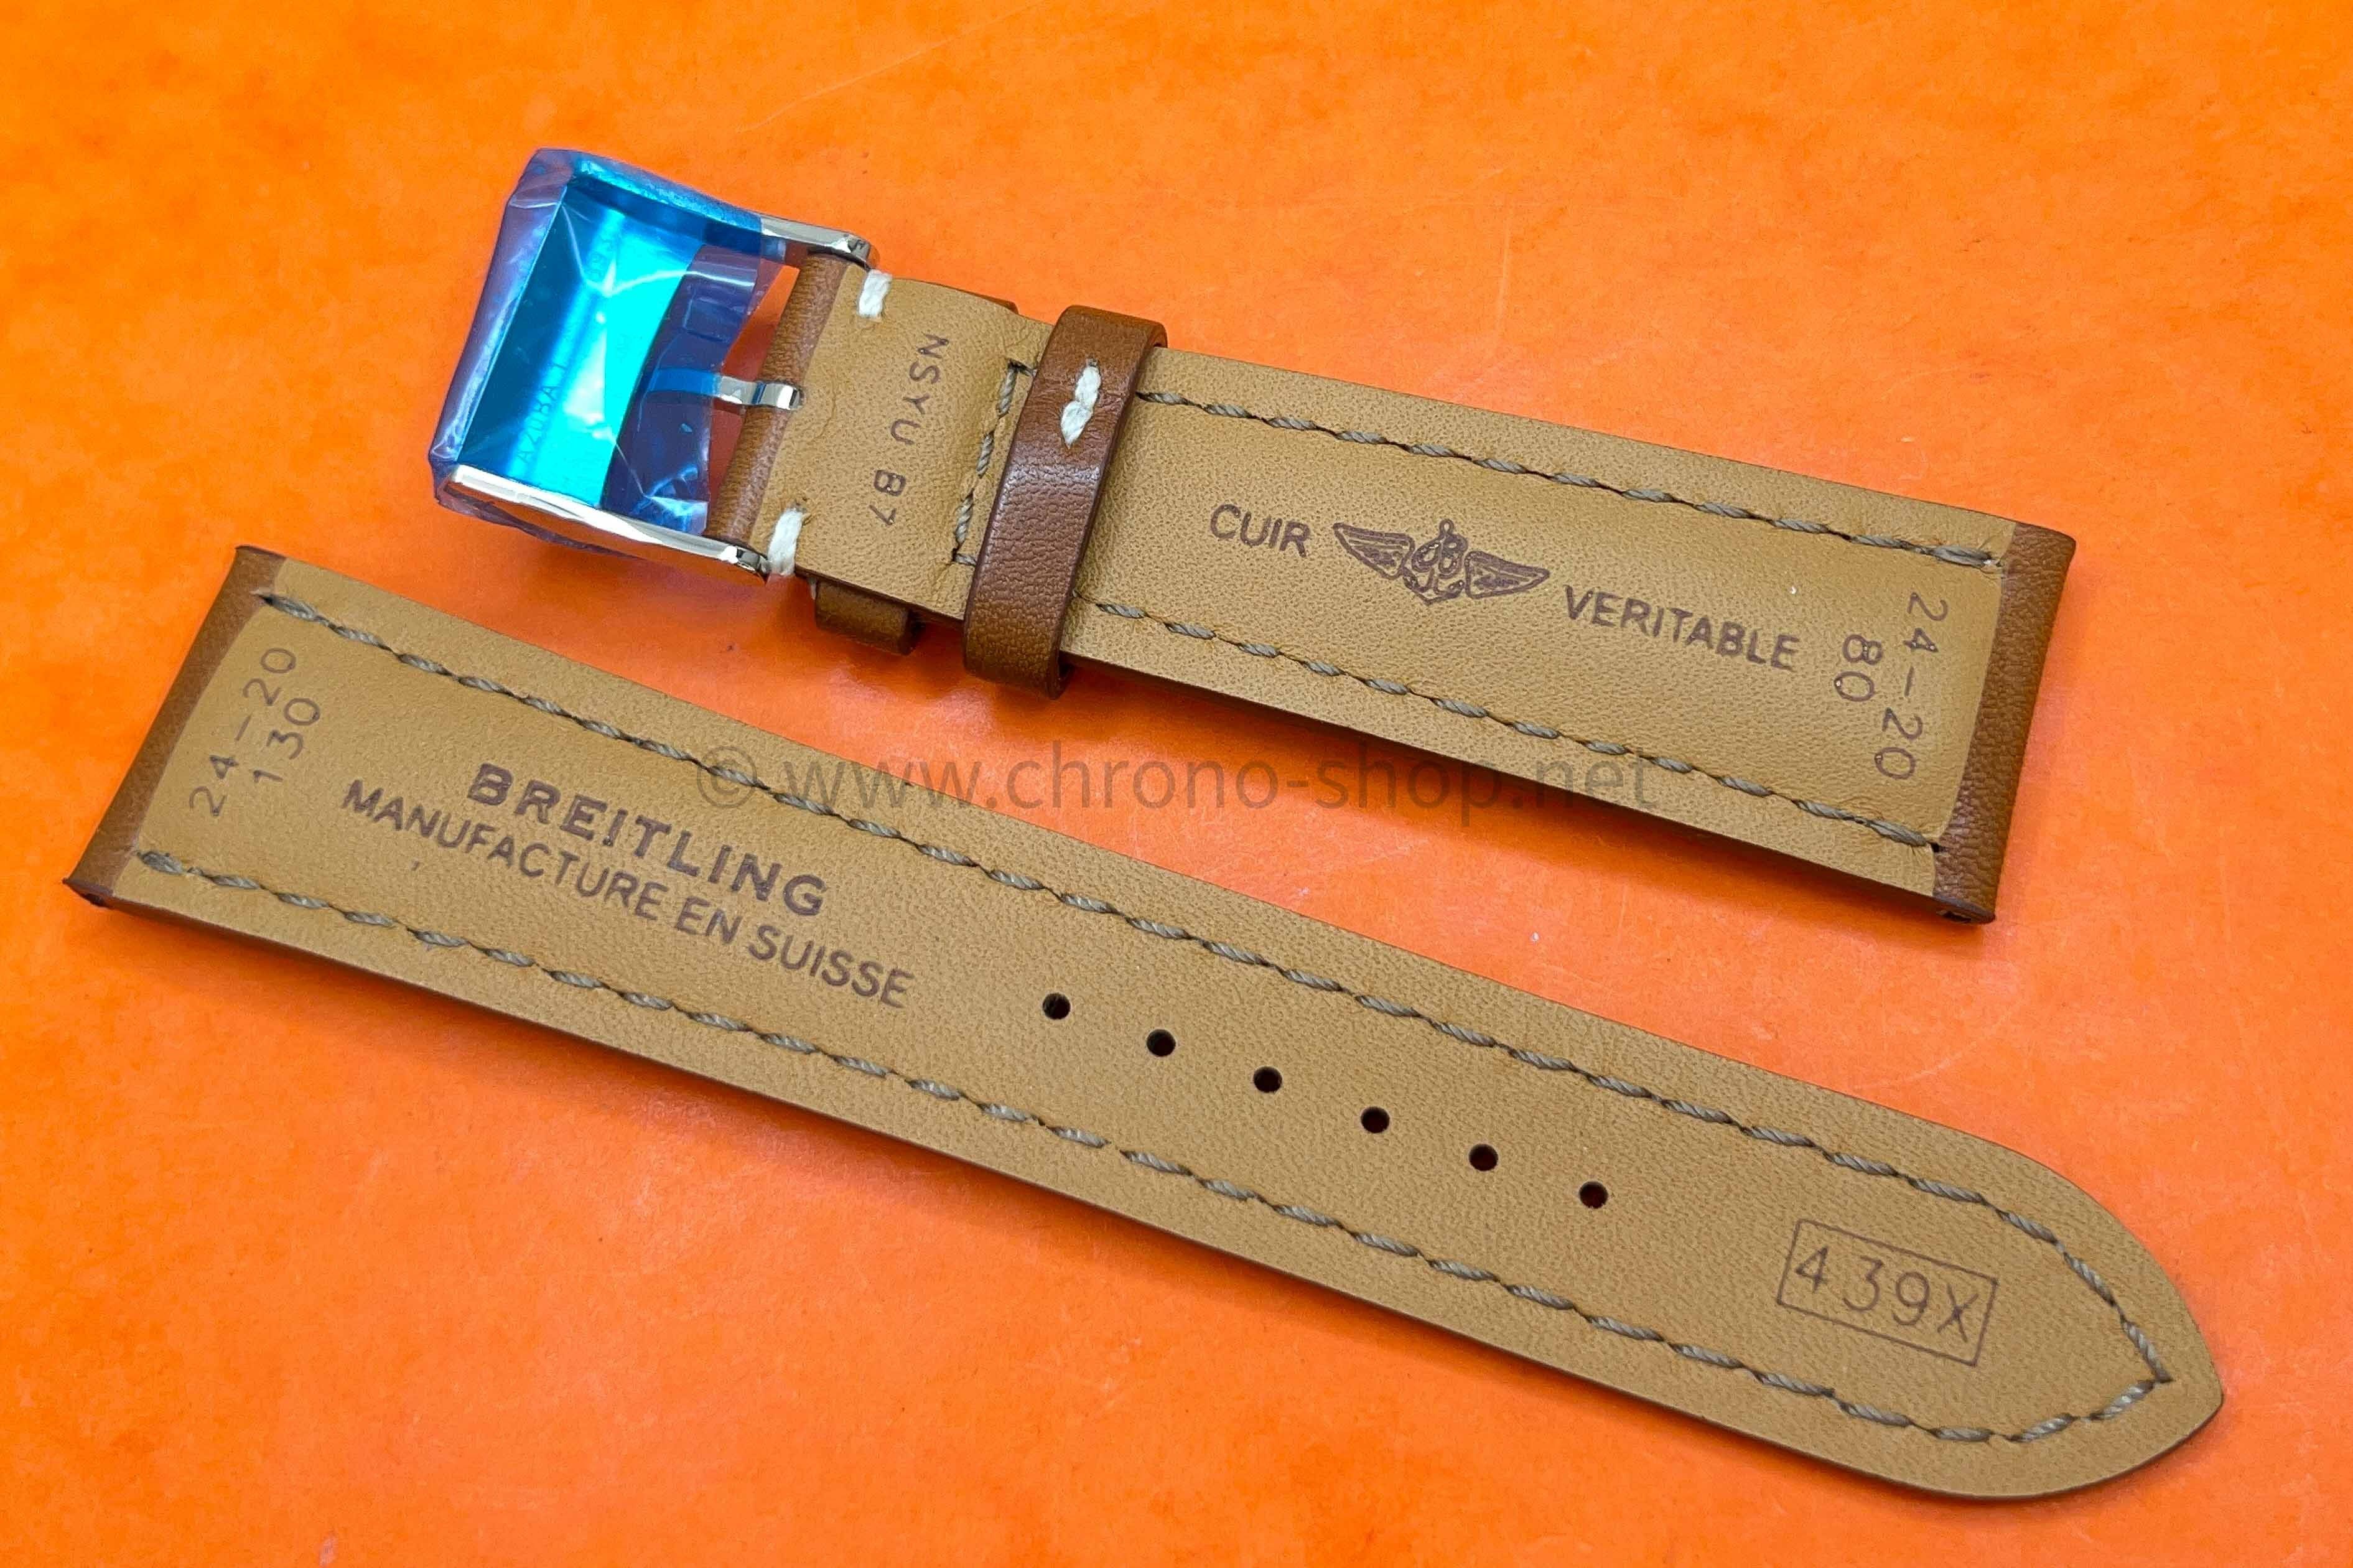 NSYU B7
CUIR VERITABLE
24-20
80
24-20
130
BREITLING
MANUFACTURE EN SUISSE
439X
© www.chrono-shop.net